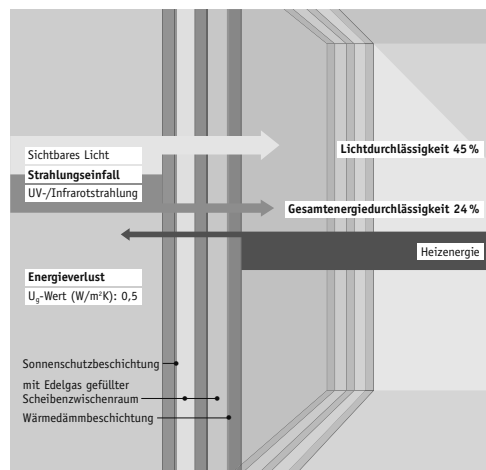 Sichtbares Licht
Strahlungseinfall
UV-/Infrarotstrahlung
Lichtdurchlässigkeit 45 %
Gesamtenergiedurchlässigkeit 24 %
Heizenergie
Energieverlust
Ug-Wert (W/m²K): 0,5
Sonnenschutzbeschichtung
mit Edelgas gefüllter
Scheibenzwischenraum
Wärmedämmbeschichtung